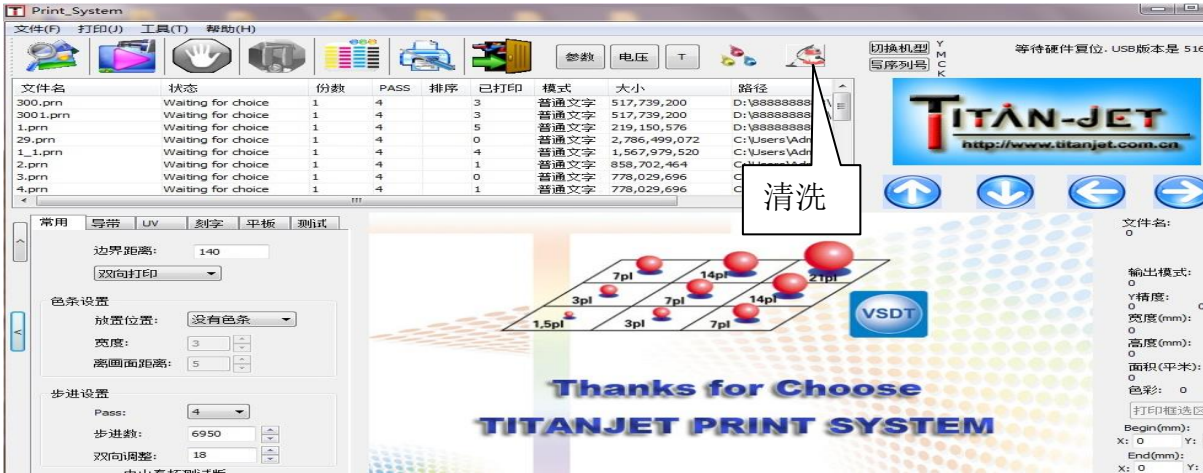 Print_System
文件(F) 打印(J) 工具(T) 帮助(H)
参数 电压 T
切换机型
写序列号
Y
M
C
K
等待硬件复位. USB版本是 516
文件名 状态 份数 PASS 排序 已打印 模式 大小 路径
300.prn Waiting for choice 1 4 3 普通文字 517,739,200 D:\888888888
3001.prn Waiting for choice 1 4 3 普通文字 517,739,200 D:\888888888
1.prn Waiting for choice 1 4 5 普通文字 219,150,576 D:\888888888
29.prn Waiting for choice 1 4 0 普通文字 2,786,499,072 C:\Users\Adm
1_1.prn Waiting for choice 1 4 4 普通文字 1,567,979,520 C:\Users\Adm
2.prn Waiting for choice 1 4 1 普通文字 858,702,464 C:\Users\Adm
3.prn Waiting for choice 1 4 0 普通文字 778,029,696
4.prn Waiting for choice 1 4 1 普通文字 778,029,696
清洗
TITAN-JET
http://www.titanjet.com.cn
常用 导带 UV 刻字 平板 测试
边界距离: 140
双向打印
色条设置
放置位置: 没有色条
宽度: 3
离画面距离: 5
步进设置
Pass: 4
步进数: 6950
双向调整: 18
7pl 14pl 21pl
3pl 7pl 14pl
1,5pl 3pl 7pl
VSDT
Thanks for Choose
TITANJET PRINT SYSTEM
文件名:
0
输出模式:
0
Y精度:
0
宽度(mm):
0
高度(mm):
0
面积(平米):
0
色彩: 0
打印框选区
Begin(mm):
X: 0 Y:
End(mm):
X: 0 Y: